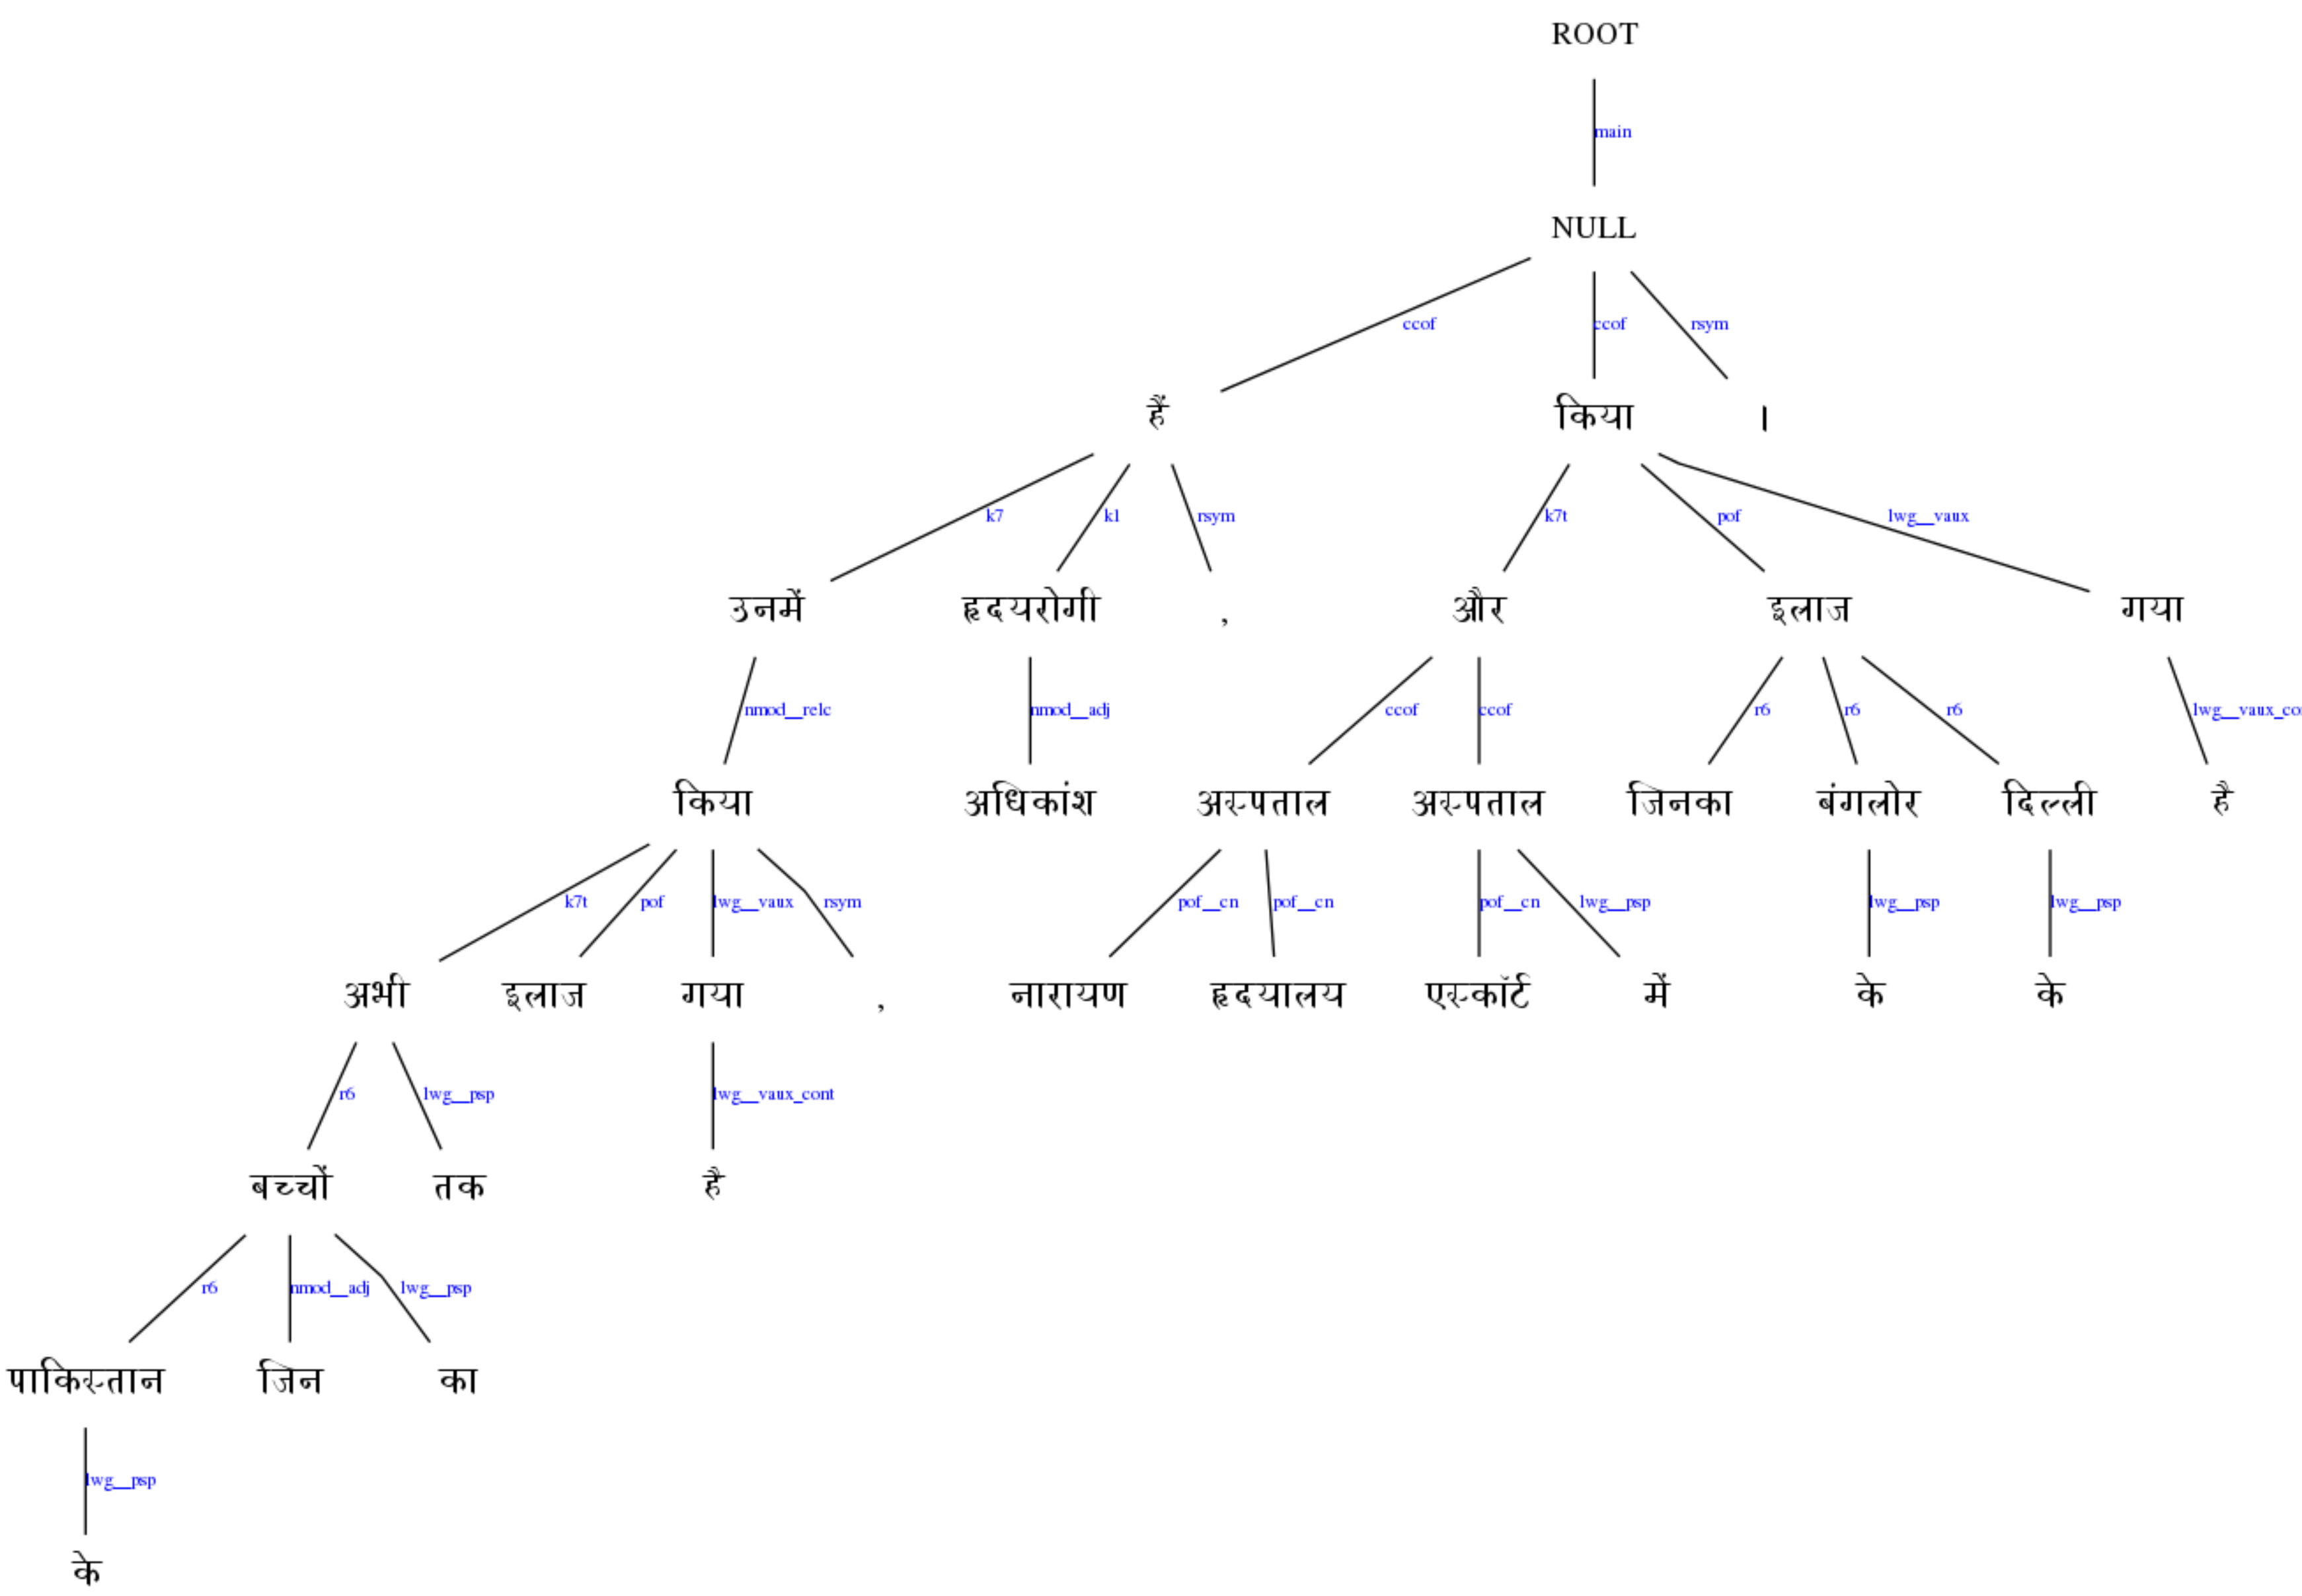 ROOT
main
NULL
ccof ccof rsym
हैं किया ।
k7 k1 rsym k7t pof lwg__vaux
उनमें हृदयरोगी , और इलाज गया
nmod__relc nmod__adj ccof ccof r6 r6 r6 lwg__vaux_co
किया अधिकांश अस्पताल अस्पताल जिनका बंगलोर दिल्ली है
k7t pof lwg__vaux rsym pof__cn pof__cn pof__cn lwg__psp lwg__psp lwg__psp
अभी इलाज गया , नारायण हृदयालय एस्कॉर्ट में के के
r6 lwg__psp lwg__vaux_cont
बच्चों तक है
r6 nmod__adj lwg__psp
पाकिस्तान जिन का
lwg__psp
के